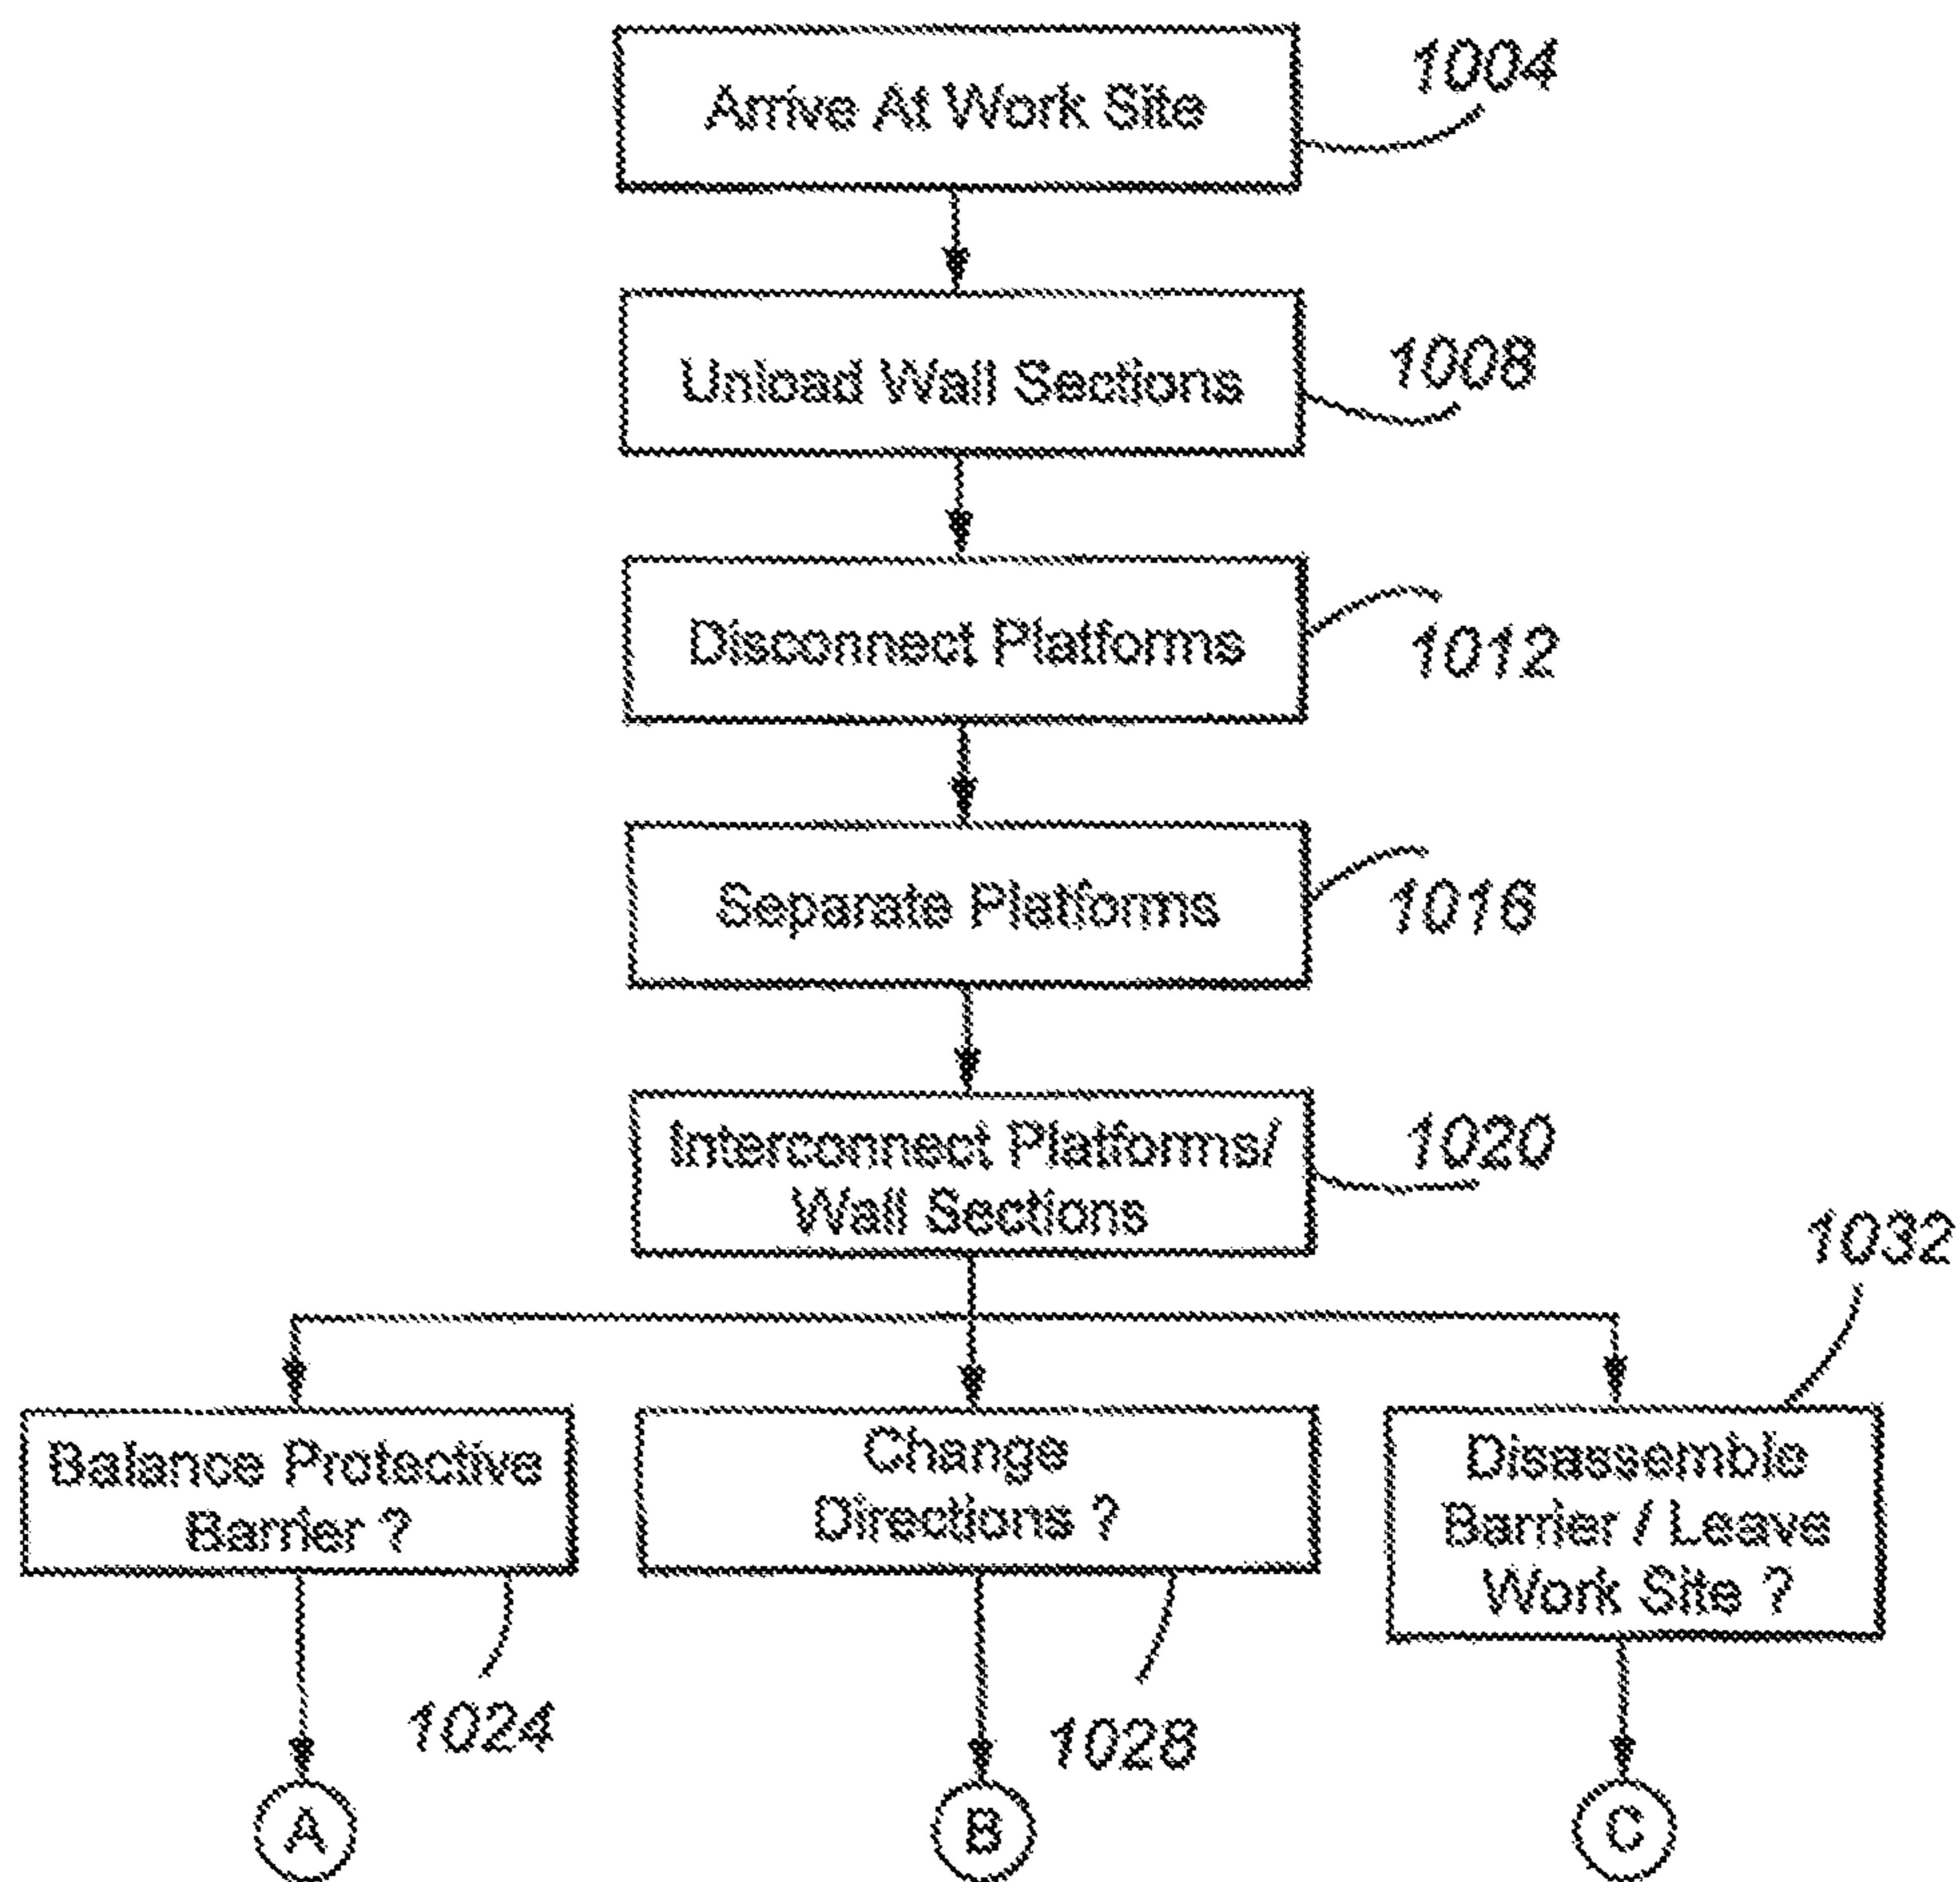 Arrive At Work Site
1004
Unload Wall Sections
1008
Disconnect Platforms
1012
Separate Platforms
1016
Interconnect Platforms/
Wall Sections
1020
1032
Balance Protective
Barrier ?
Change
Directions ?
Disassemble
Barrier / Leave
Work Site ?
1024
1028
A
B
C